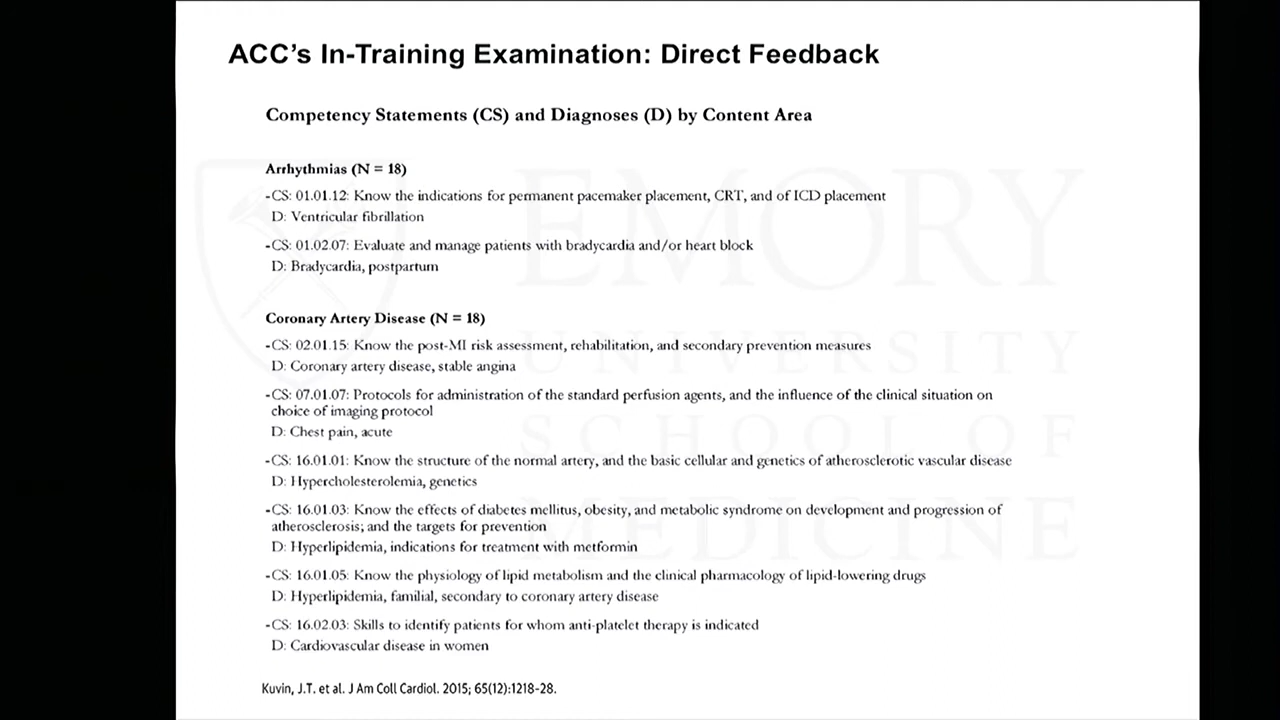 ACC's In-Training Examination: Direct Feedback
Competency Statements (CS) and Diagnoses (D) by Content Area
Arrhythmias (N = 18)
-CS: 01.01.12: Know the indications for permanent pacemaker placement, CRT, and of ICD placement
D: Ventricular fibrillation
-CS: 01.02.07: Evaluate and manage patients with bradycardia and/or heart block
D: Bradycardia, postpartum
Coronary Artery Disease (N = 18)
-CS: 02.01.15: Know the post-MI risk assessment, rehabilitation, and secondary prevention measures
D: Coronary artery disease, stable angina
-CS: 07.01.07: Protocols for administration of the standard perfusion agents, and the influence of the clinical situation on
choice of imaging protocol
D: Chest pain, acute
-CS: 16.01.01: Know the structure of the normal artery, and the basic cellular and genetics of atherosclerotic vascular disease
D: Hypercholesterolemia, genetics
-CS: 16.01.03: Know the effects of diabetes mellitus, obesity, and metabolic syndrome on development and progression of
atherosclerosis; and the targets for prevention
D: Hyperlipidemia, indications for treatment with metformin
-CS: 16.01.05: Know the physiology of lipid metabolism and the clinical pharmacology of lipid-lowering drugs
D: Hyperlipidemia, familial, secondary to coronary artery disease
-CS: 16.02.03: Skills to identify patients for whom anti-platelet therapy is indicated
D: Cardiovascular disease in women
Kuvin, J.T. et al. J Am Coll Cardiol. 2015; 65(12):1218-28.
EMORY
UNIVERSITY
SCHOOL OF
MEDICINE